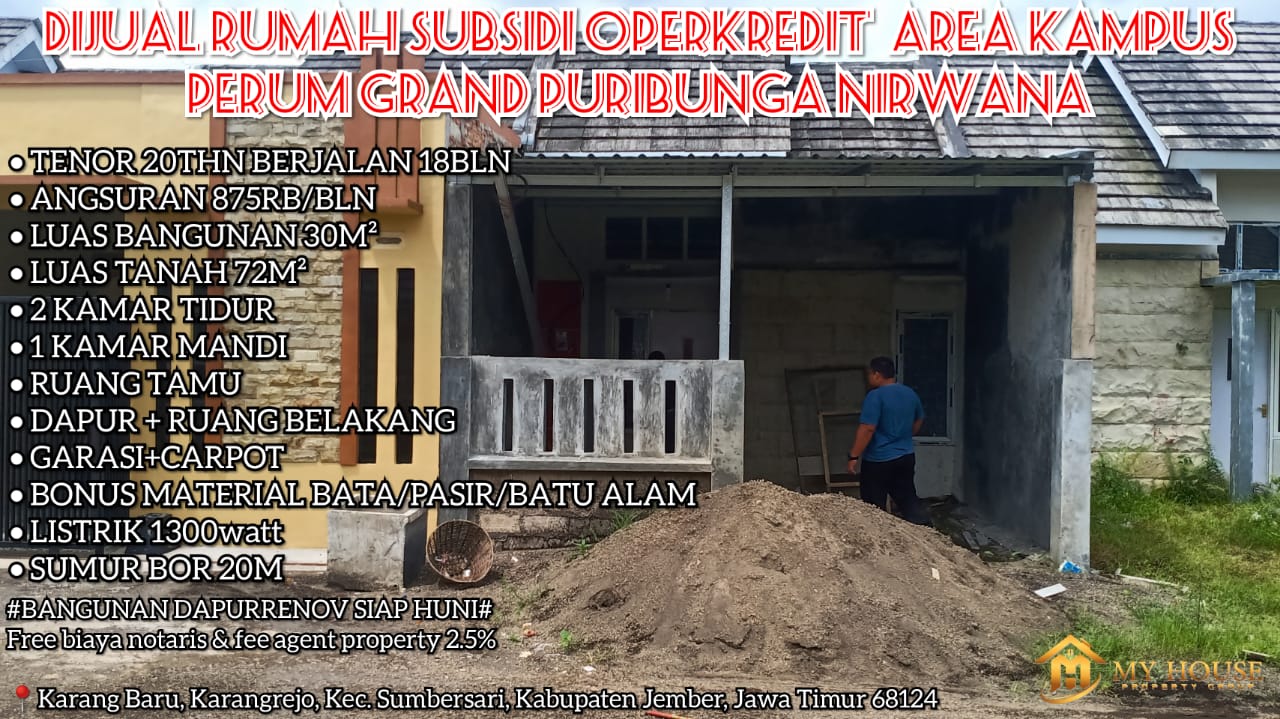 DIJUAL RUMAH SUBSIDI OPERKREDIT AREA KAMPUS
PERUM GRAND PURIBUNGA NIRWANA
• TENOR 20THN BERJALAN 18BLN
• ANGSURAN 875RB/BLN
• LUAS BANGUNAN 30M²
• LUAS TANAH 72M²
• 2 KAMAR TIDUR
• 1 KAMAR MANDI
• RUANG TAMU
• DAPUR + RUANG BELAKANG
• GARASI+CARPOT
• BONUS MATERIAL BATA/PASIR/BATU ALAM
• LISTRIK 1300watt
• SUMUR BOR 20M
#BANGUNAN DAPURRENOV SIAP HUNI#
Free biaya notaris & fee agent property 2.5%
📍 Karang Baru, Karangrejo, Kec. Sumbersari, Kabupaten Jember, Jawa Timur 68124
MY HOUSE
PROPERTY GROUP